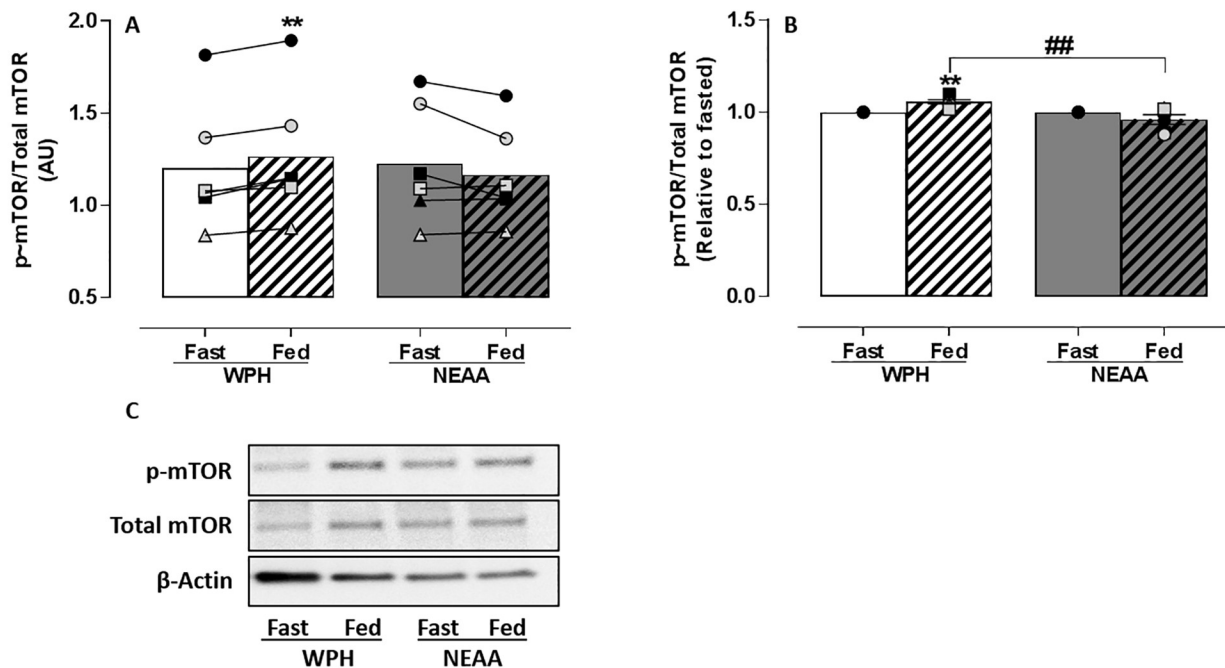 A
p~mTOR/Total mTOR
(AU)
2.0
1.5
1.0
0.5
**
Fast Fed Fast Fed
WPH NEAA
B
p~mTOR/Total mTOR
(Relative to fasted)
1.5
1.0
0.5
0.0
##
**
Fast Fed Fast Fed
WPH NEAA
C
p-mTOR
Total mTOR
β-Actin
Fast Fed Fast Fed
WPH NEAA